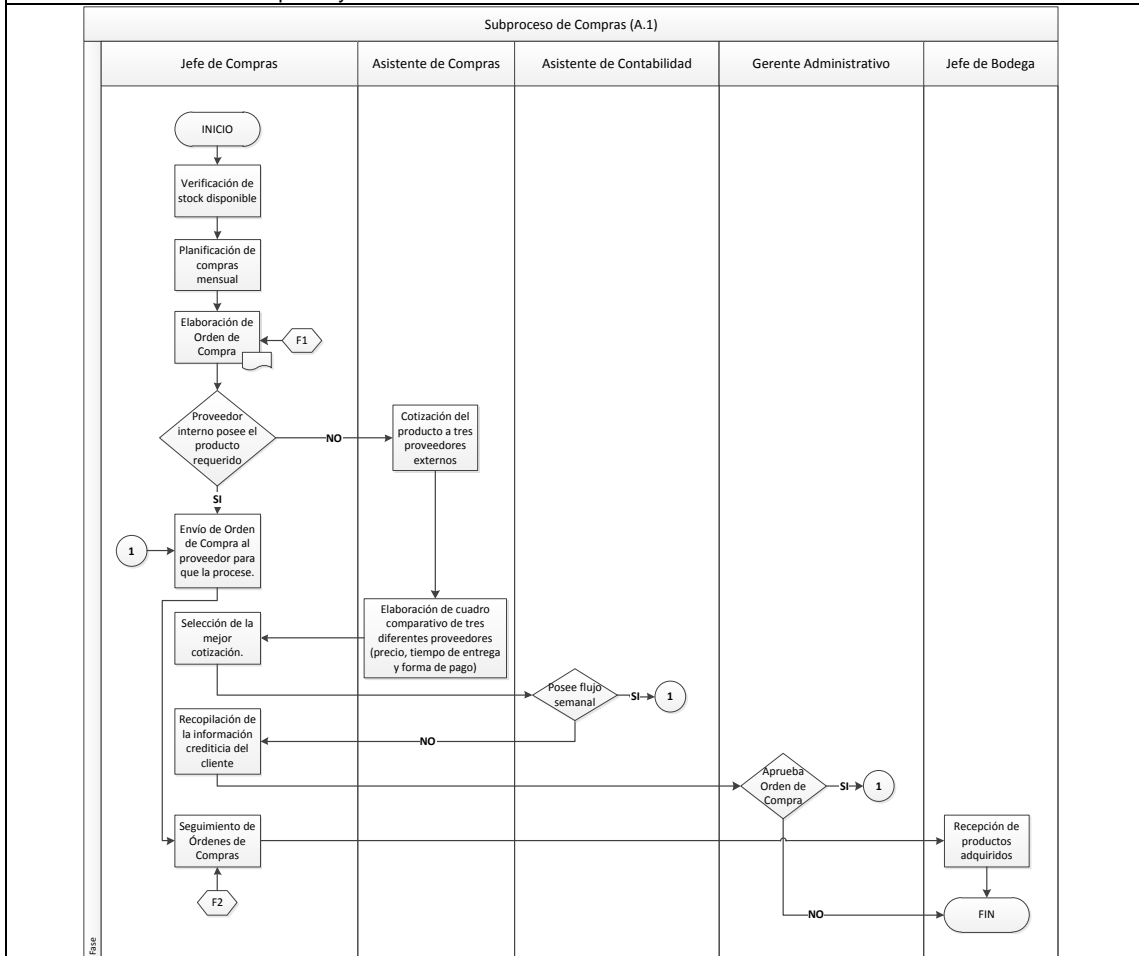 Subproceso de Compras (A.1)
Jefe de Compras
Asistente de Compras
Asistente de Contabilidad
Gerente Administrativo
Jefe de Bodega
INICIO
Verificación de
stock disponible
Planificación de
compras
mensual
Elaboración de
Orden de
Compra
F1
Proveedor
interno posee el
producto
requerido
NO
Cotización del
producto a tres
proveedores
externos
SI
1
Envío de Orden
de Compra al
proveedor para
que la procese.
Elaboración de cuadro
comparativo de tres
diferentes proveedores
(precio, tiempo de entrega
y forma de pago)
Selección de la
mejor
cotización.
Posee flujo
semanal
SI
1
Recopilación de
la información
crediticia del
cliente
NO
Aprueba
Orden de
Compra
SI
1
Seguimiento de
Órdenes de
Compras
Recepción de
productos
adquiridos
F2
NO
FIN
Fase